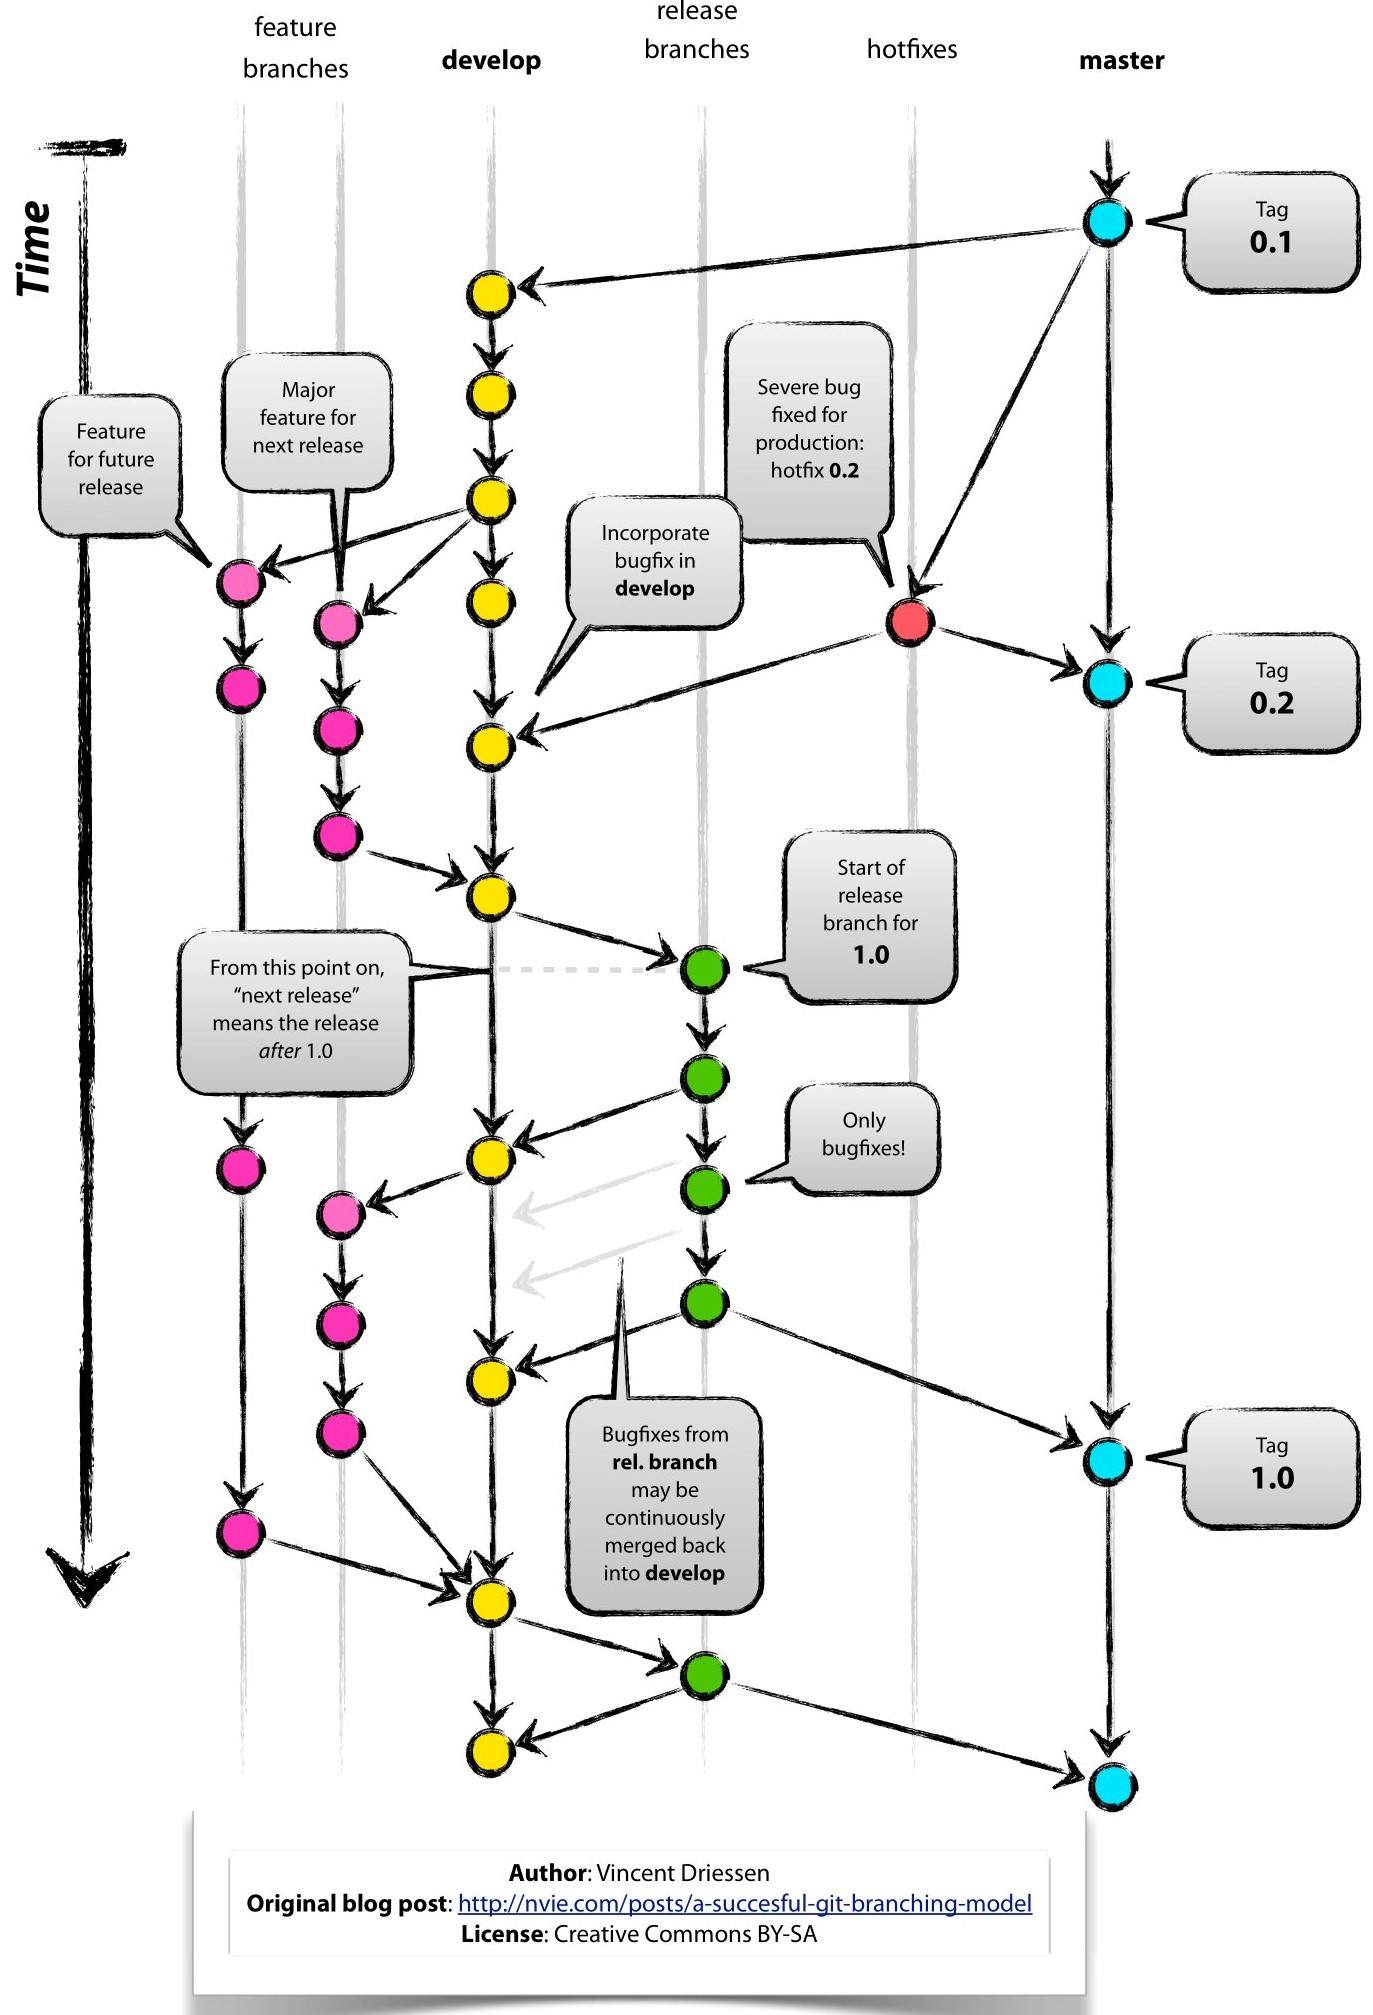 feature
branches
develop
release
branches
hotfixes
master
Time
Tag
0.1
Severe bug
fixed for
production:
hotfix 0.2
Major
feature for
next release
Feature
for future
release
Incorporate
bugfix in
develop
Tag
0.2
Start of
release
branch for
1.0
From this point on,
“next release”
means the release
after 1.0
Only
bugfixes!
Bugfixes from
rel. branch
may be
continuously
merged back
into develop
Tag
1.0
Author: Vincent Driessen
Original blog post: http://nvie.com/posts/a-succesful-git-branching-model
License: Creative Commons BY-SA